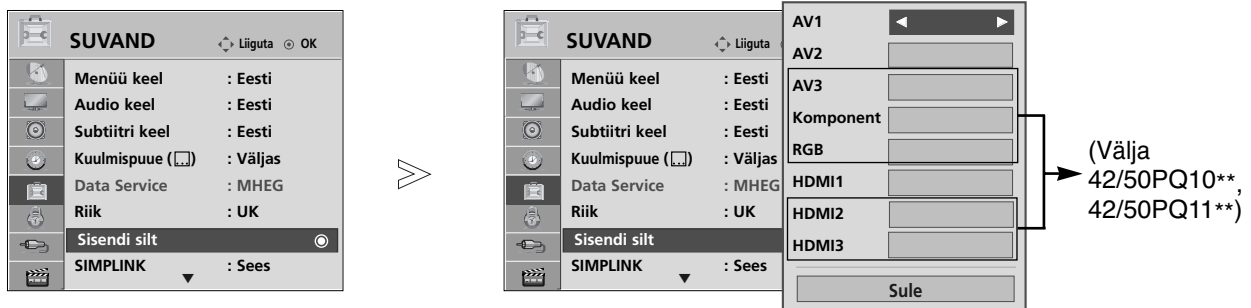 SUVAND Liiguta OK
Menüü keel : Eesti
Audio keel : Eesti
Subtiitri keel : Eesti
Kuulmispuue ( ) : Väljas
Data Service : MHEG
Riik : UK
Sisendi silt
SIMPLINK : Sees
SUVAND Liiguta
Menüü keel : Eesti
Audio keel : Eesti
Subtiitri keel : Eesti
Kuulmispuue ( ) : Väljas
Data Service : MHEG
Riik : UK
Sisendi silt
SIMPLINK : Sees
AV1
AV2
AV3
Komponent
RGB
HDMI1
HDMI2
HDMI3
Sule
(Välja
42/50PQ10**,
42/50PQ11**)